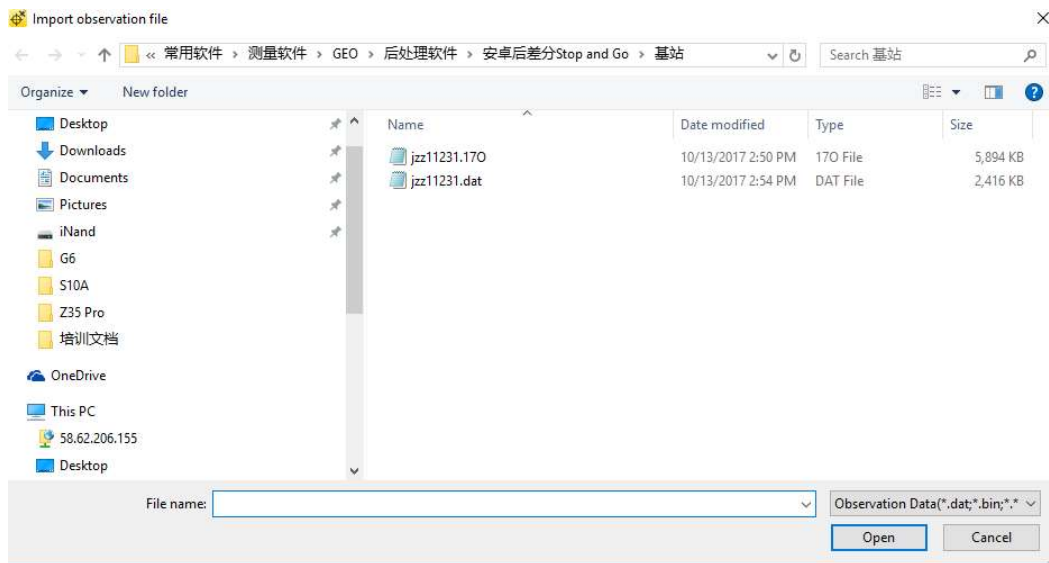 Import observation file
« 常用软件 › 测量软件 › GEO › 后处理软件 › 安卓后差分Stop and Go › 基站
Search 基站
Organize New folder
Name Date modified Type Size
jzz11231.17O 10/13/2017 2:50 PM 17O File 5,894 KB
jzz11231.dat 10/13/2017 2:54 PM DAT File 2,416 KB
Desktop
Downloads
Documents
Pictures
iNand
G6
S10A
Z35 Pro
培训文档
OneDrive
This PC
58.62.206.155
Desktop
File name: Observation Data(*.dat;*.bin;*.*
Open Cancel